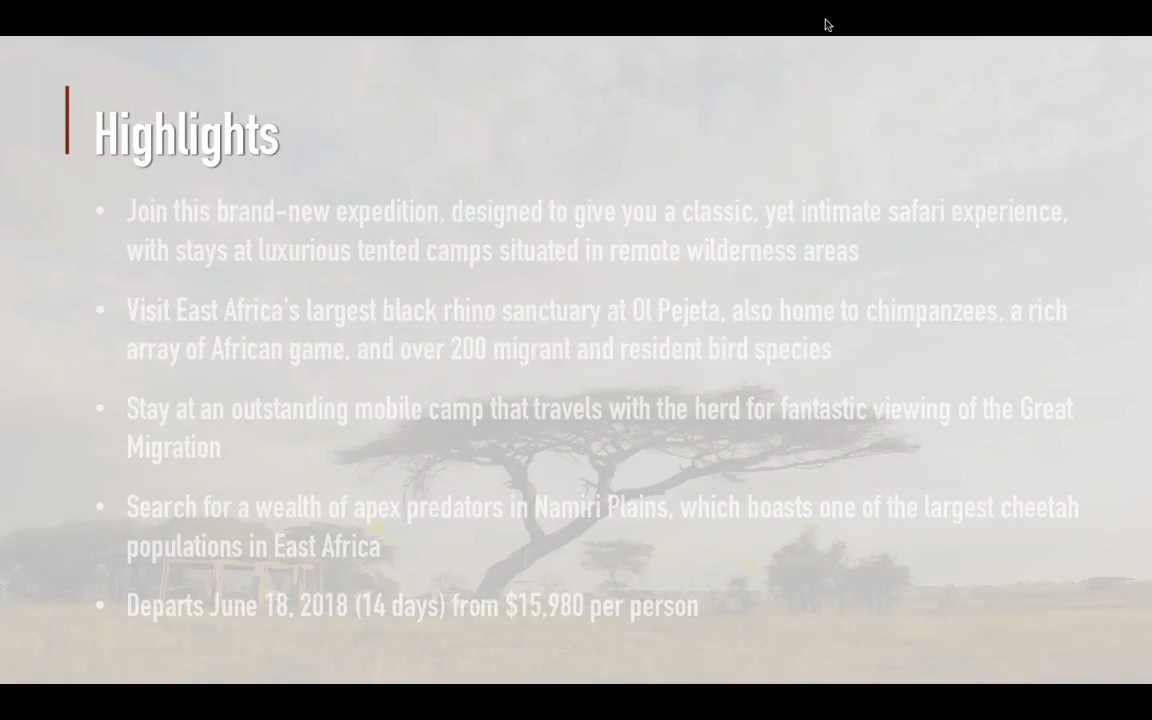 Highlights
• Join this brand-new expedition, designed to give you a classic, yet intimate safari experience,
with stays at luxurious tented camps situated in remote wilderness areas
• Visit East Africa's largest black rhino sanctuary at Ol Pejeta, also home to chimpanzees, a rich
array of African game, and over 200 migrant and resident bird species
• Stay at an outstanding mobile camp that travels with the herd for fantastic viewing of the Great
Migration
• Search for a wealth of apex predators in Namiri Plains, which boasts one of the largest cheetah
populations in East Africa
• Departs June 18, 2018 (14 days) from $15,980 per person